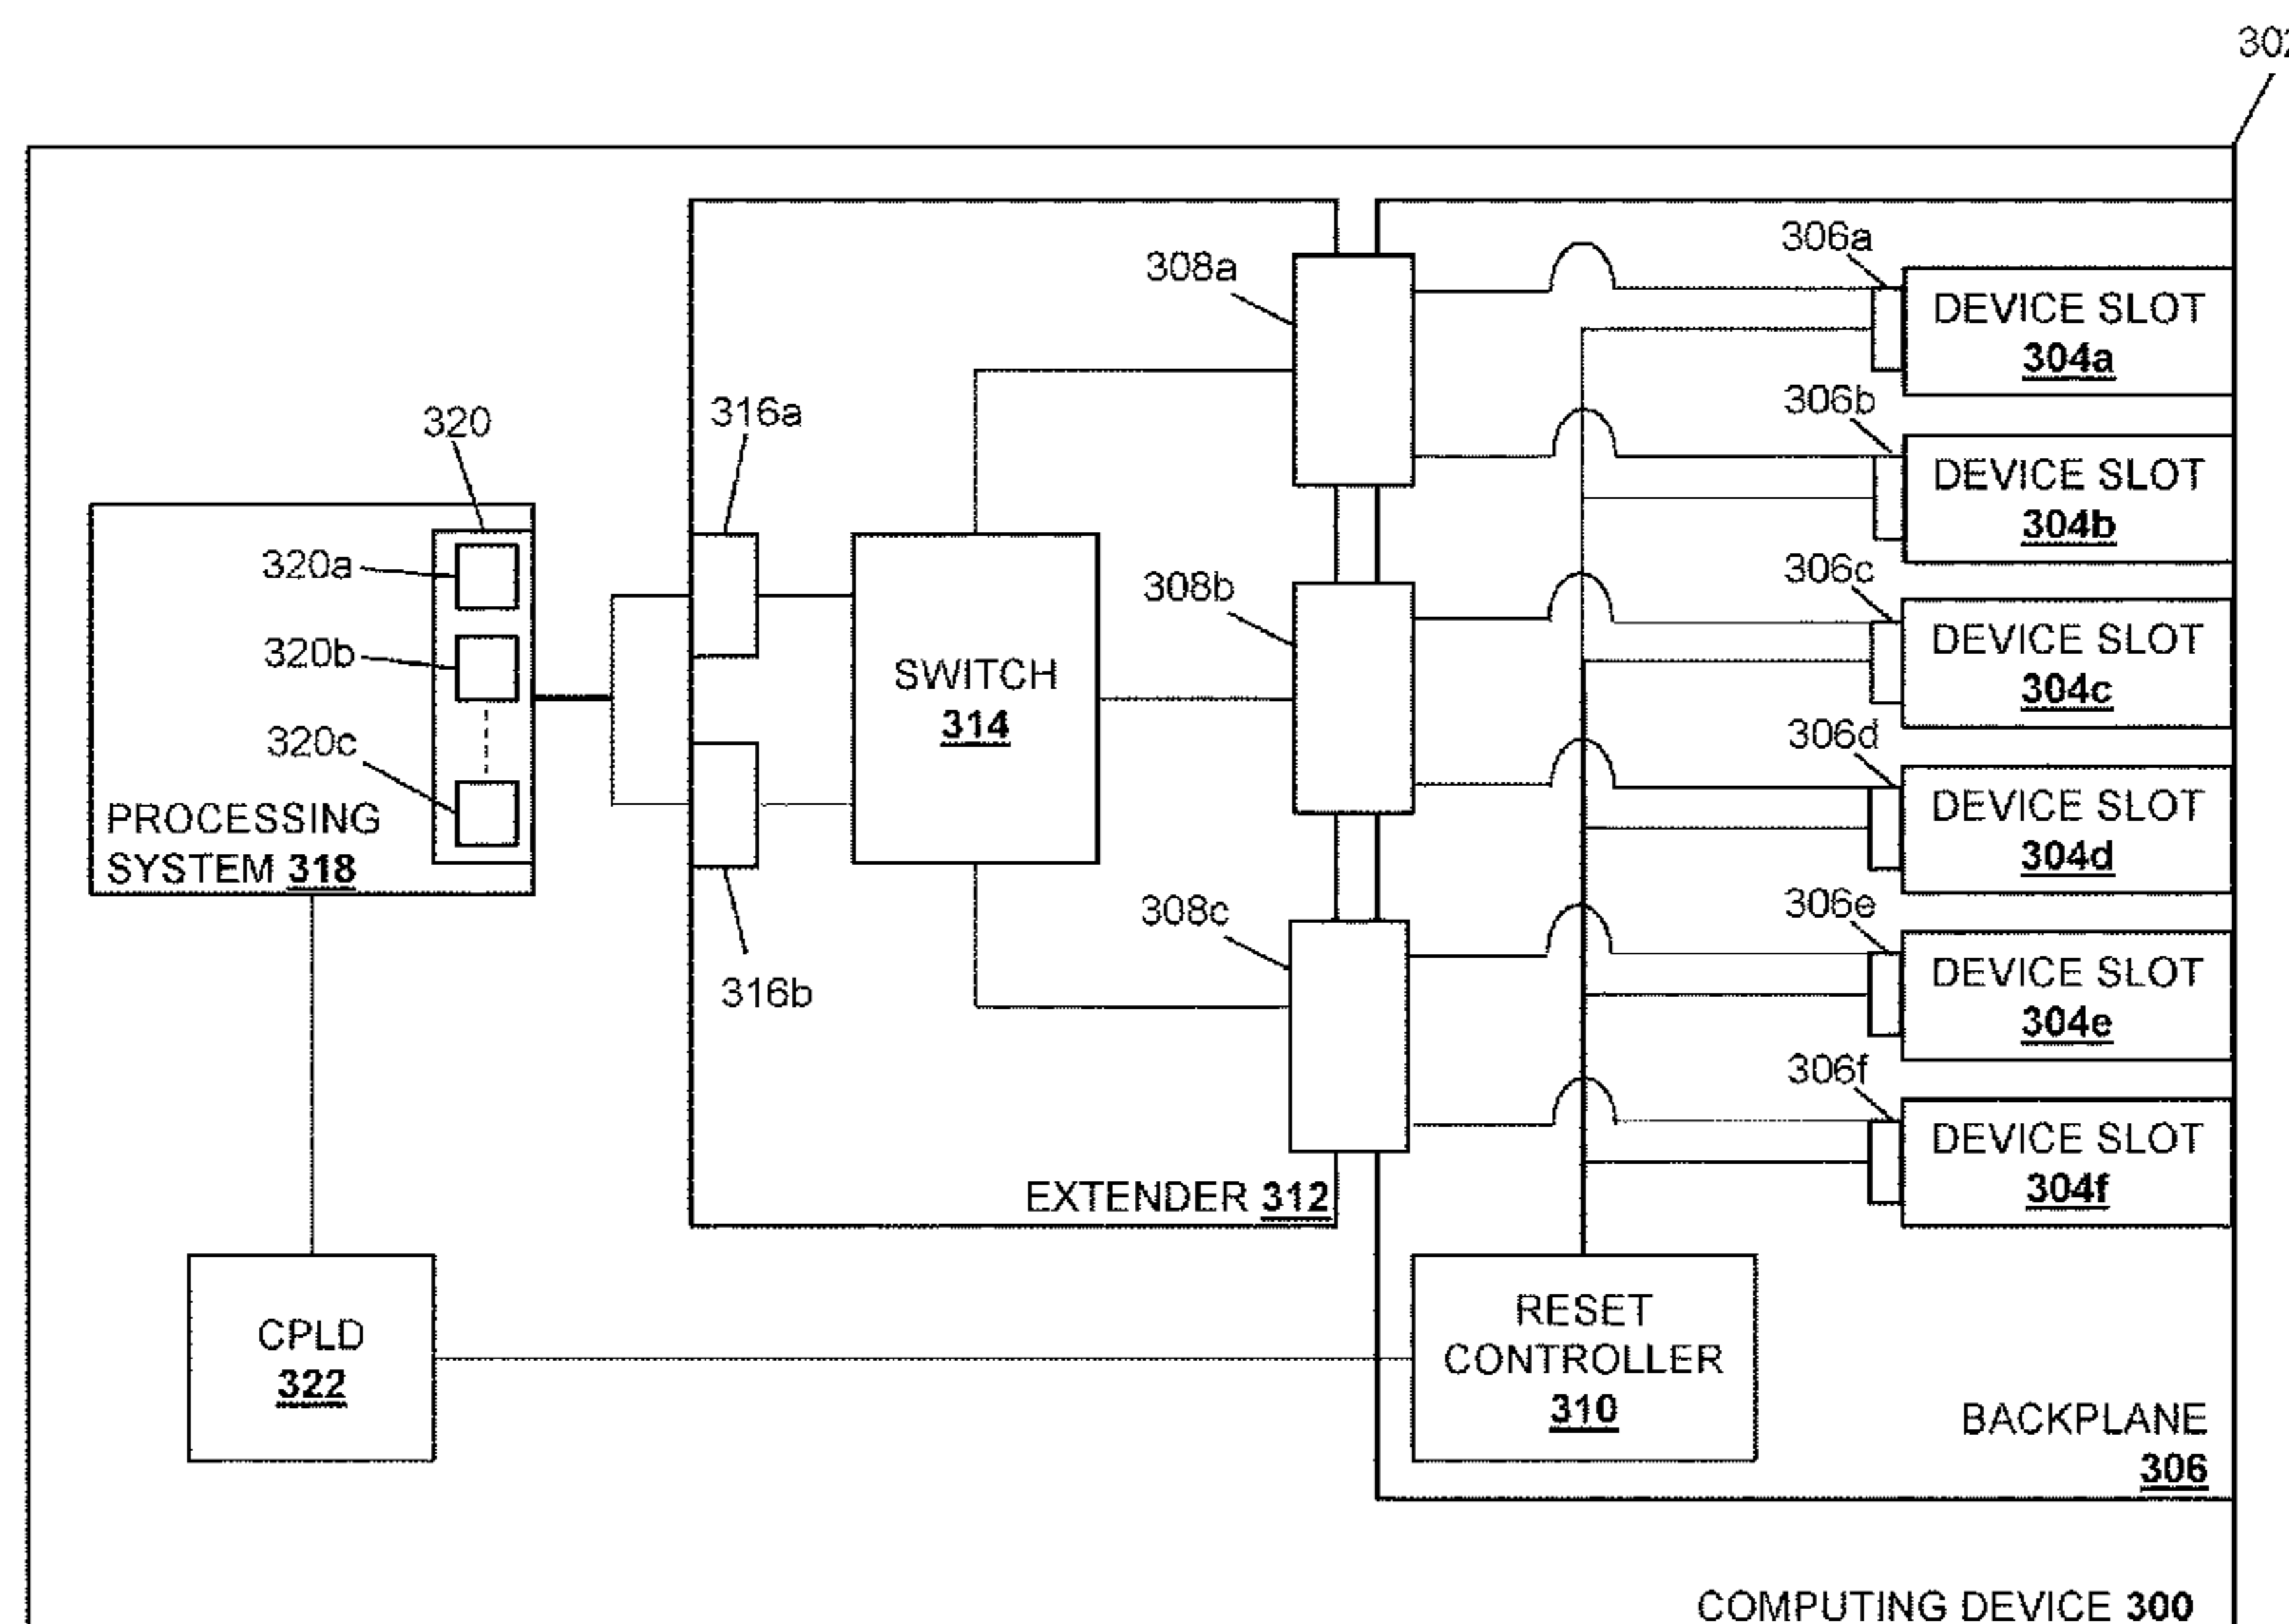 302
306a
308a
DEVICE SLOT
304a
306b
316a
320
DEVICE SLOT
304b
320a
306c
308b
320b
DEVICE SLOT
304c
SWITCH
314
306d
320c
DEVICE SLOT
304d
PROCESSING
SYSTEM 318
306e
308c
DEVICE SLOT
304e
316b
306f
DEVICE SLOT
304f
EXTENDER 312
RESET
CONTROLLER
310
CPLD
322
BACKPLANE
306
COMPUTING DEVICE 300